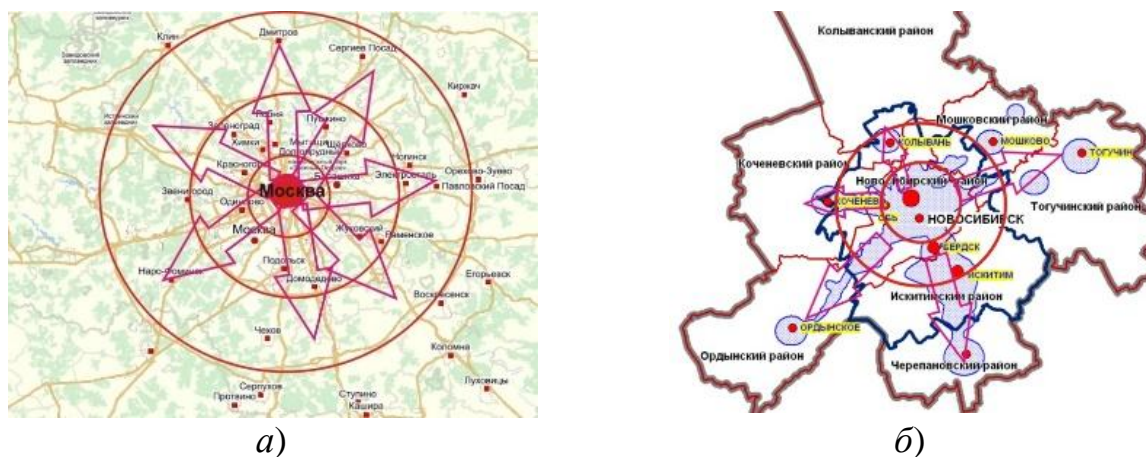 Клин
Дмитров
Сергиев Посад
Киржач
Пушкино
Зеленоград
Химки
Мытищи
Долгопрудный
Щёлково
Красногорск
Ногинск
Орехово-Зуево
Электросталь
Павловский Посад
Звенигород
Москва
Одинцово
Москва
Жуковский
Раменское
Подольск
Домодедово
Наро-Фоминск
Егорьевск
Воскресенск
Чехов
Коломна
Серпухов
Протвино
Ступино
Кашира
Луховицы
а)
Колыванский район
Мошковский район
КОЛЫВАНЬ
МОШКОВО
ТОГУЧИН
Коченевский район
Новосибирский район
КОЧЕНЕВ
ОБЬ
НОВОСИБИРСК
Тогучинский район
БЕРДСК
ИСКИТИМ
Искитимский район
ОРДЫНСКОЕ
Ордынский район
Черепановский район
б)